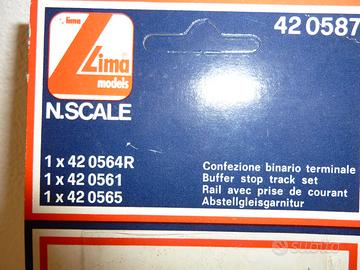 lima
42 0587
Lima
models
N.SCALE
1 x 42 0564R
1 x 42 0561
1 x 42 0565
Confezione binario terminale
Buffer stop track set
Rail avec prise de courant
Abstellgleisgarnitur
subito